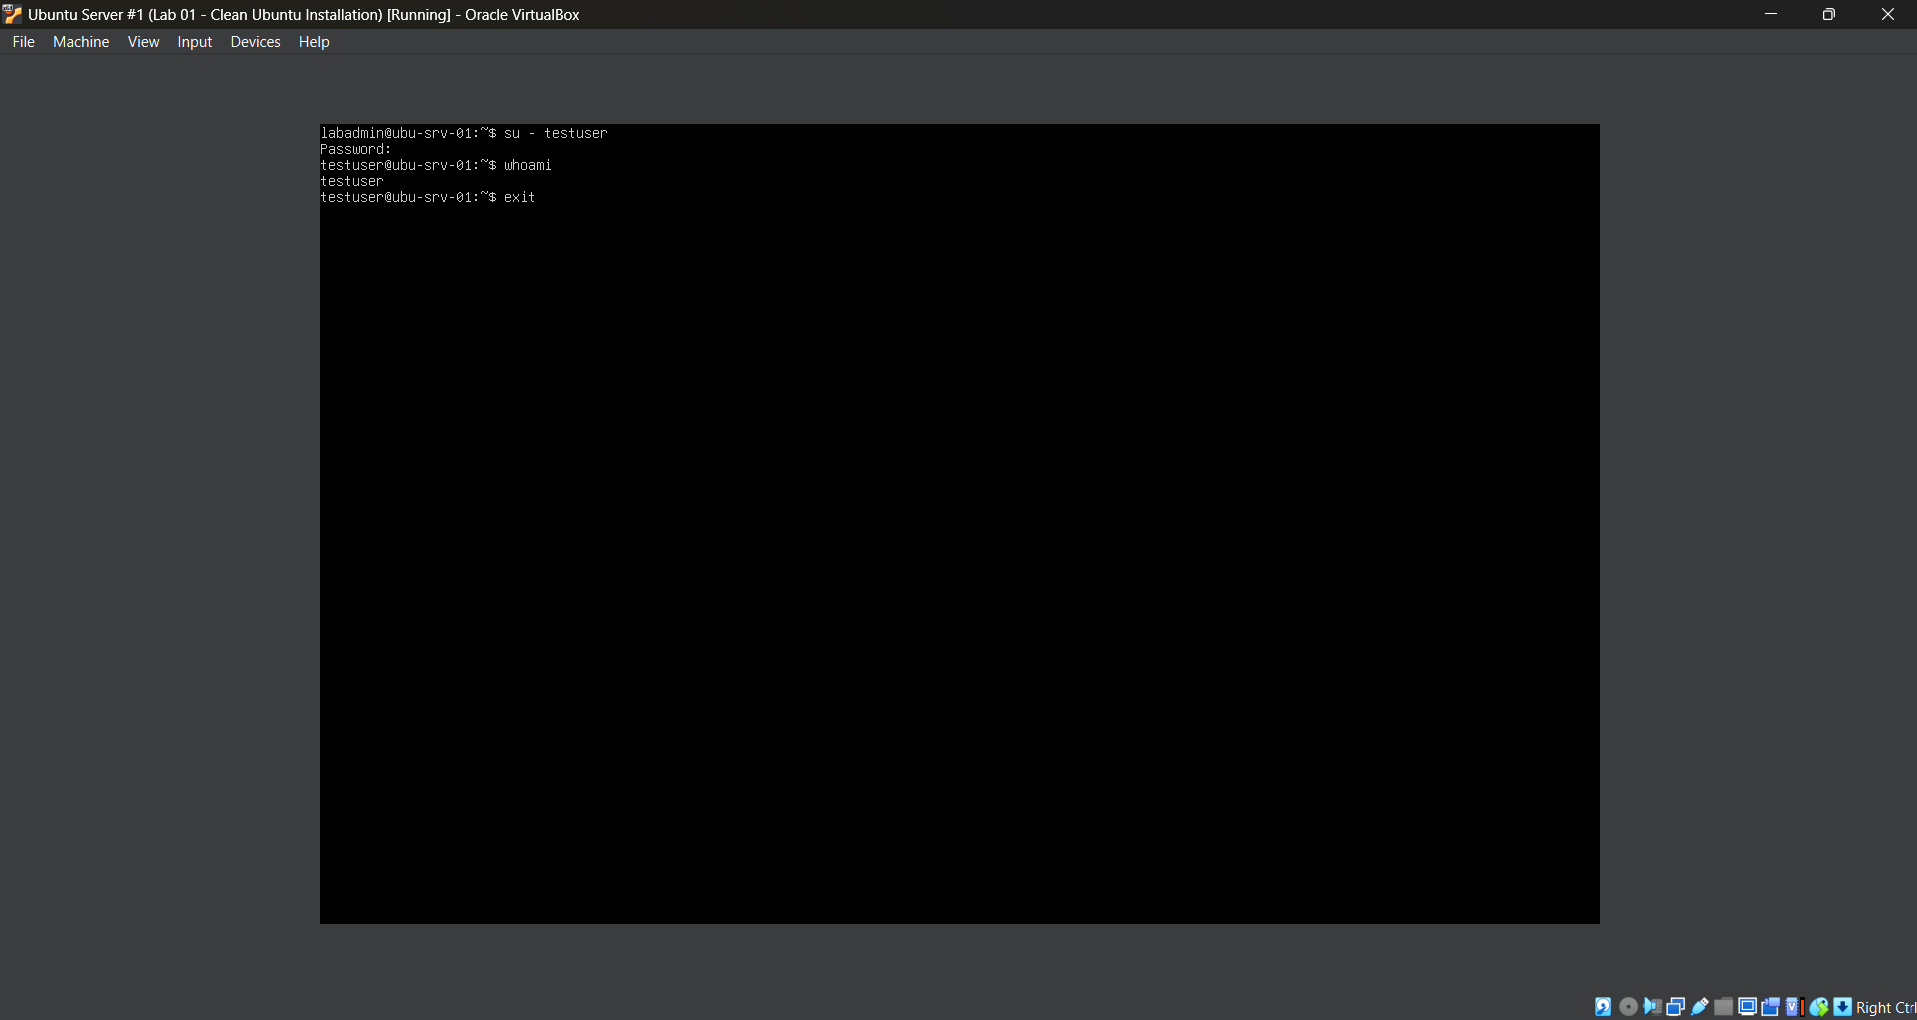 Ubuntu Server #1 (Lab 01 - Clean Ubuntu Installation) [Running] - Oracle VirtualBox
File Machine View Input Devices Help
labadmin@ubu-srv-01:~$ su - testuser
Password:
testuser@ubu-srv-01:~$ whoami
testuser
testuser@ubu-srv-01:~$ exit
Right Ctrl